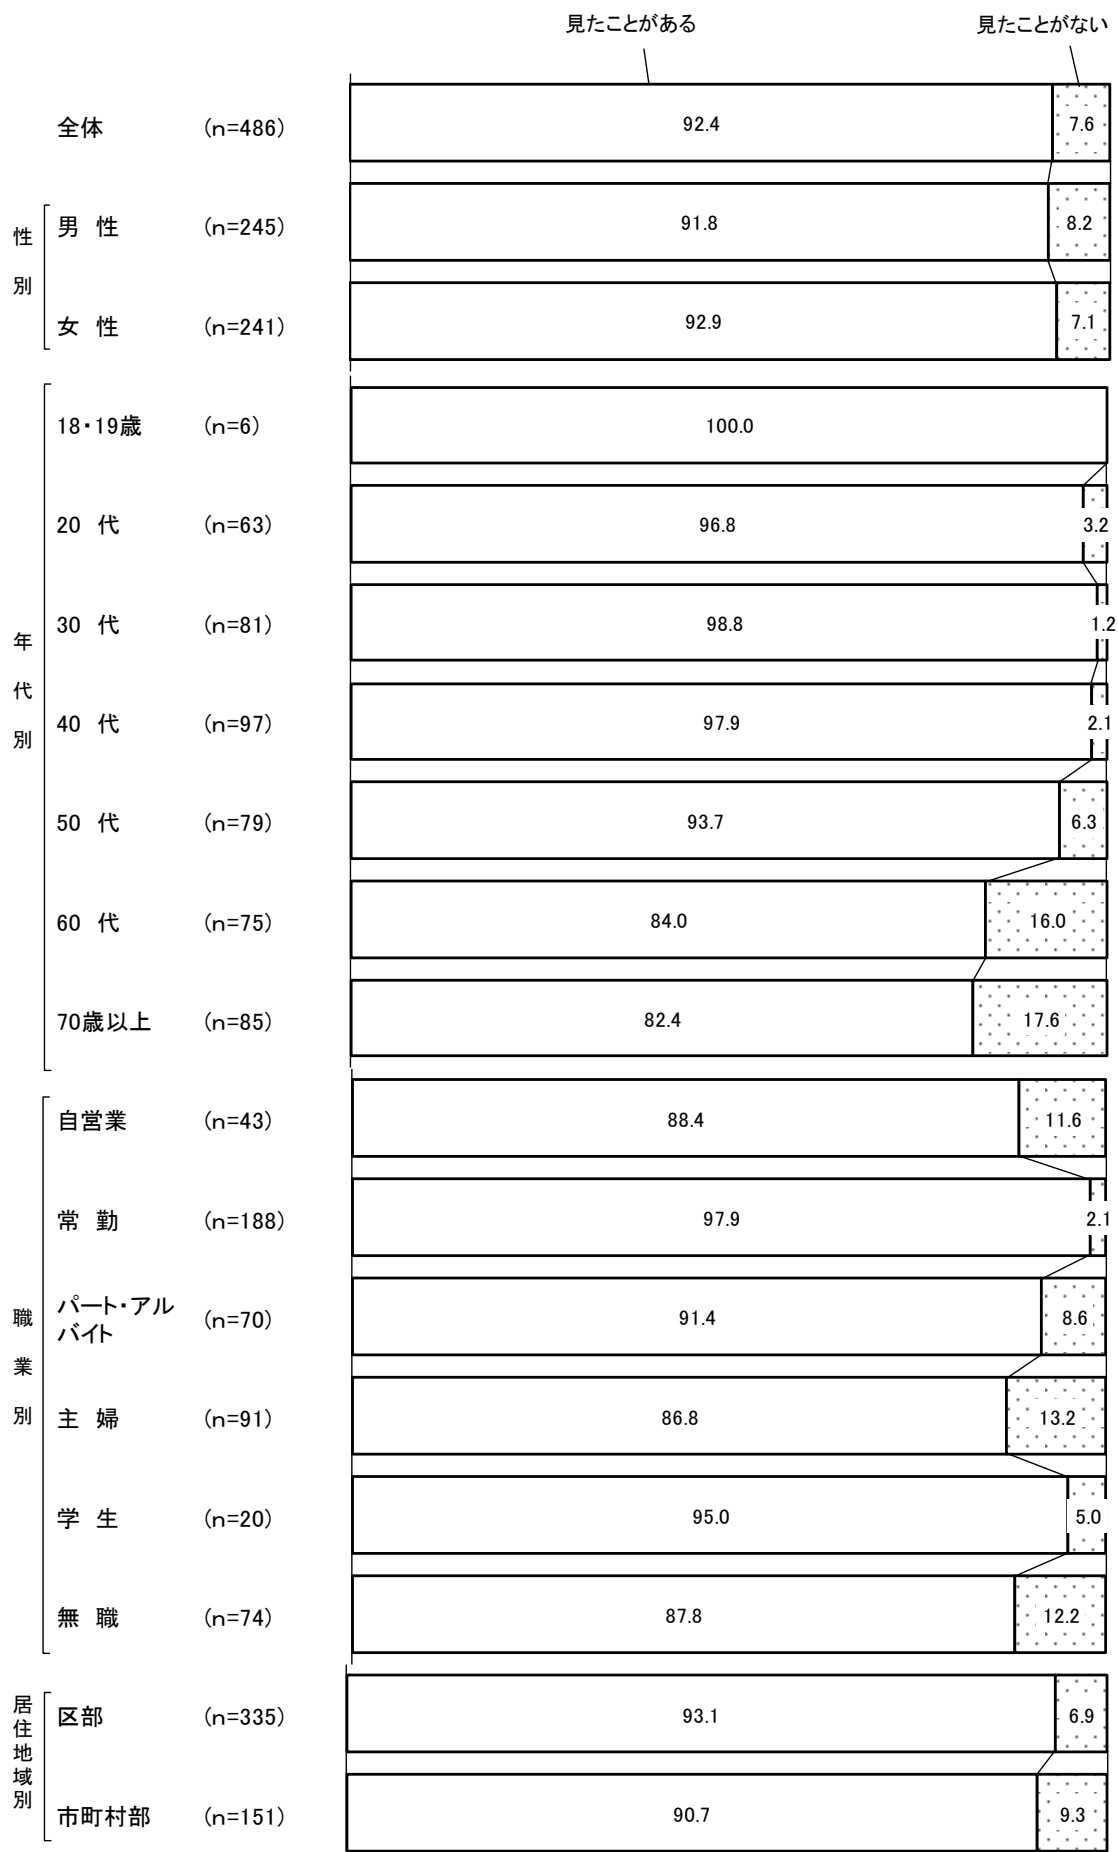 見たことがある 見たことがない
全体 (n=486) 92.4 7.6
性別
男 性 (n=245) 91.8 8.2
女 性 (n=241) 92.9 7.1
年代別
18・19歳 (n=6) 100.0
20 代 (n=63) 96.8 3.2
30 代 (n=81) 98.8 1.2
40 代 (n=97) 97.9 2.1
50 代 (n=79) 93.7 6.3
60 代 (n=75) 84.0 16.0
70歳以上 (n=85) 82.4 17.6
職業別
自営業 (n=43) 88.4 11.6
常 勤 (n=188) 97.9 2.1
パート・アル
バイト (n=70) 91.4 8.6
主 婦 (n=91) 86.8 13.2
学 生 (n=20) 95.0 5.0
無 職 (n=74) 87.8 12.2
居住地域別
区部 (n=335) 93.1 6.9
市町村部 (n=151) 90.7 9.3